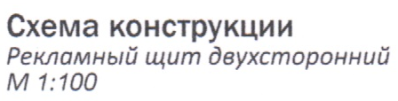 Схема конструкции
Рекламный щит двухсторонний
М 1:100